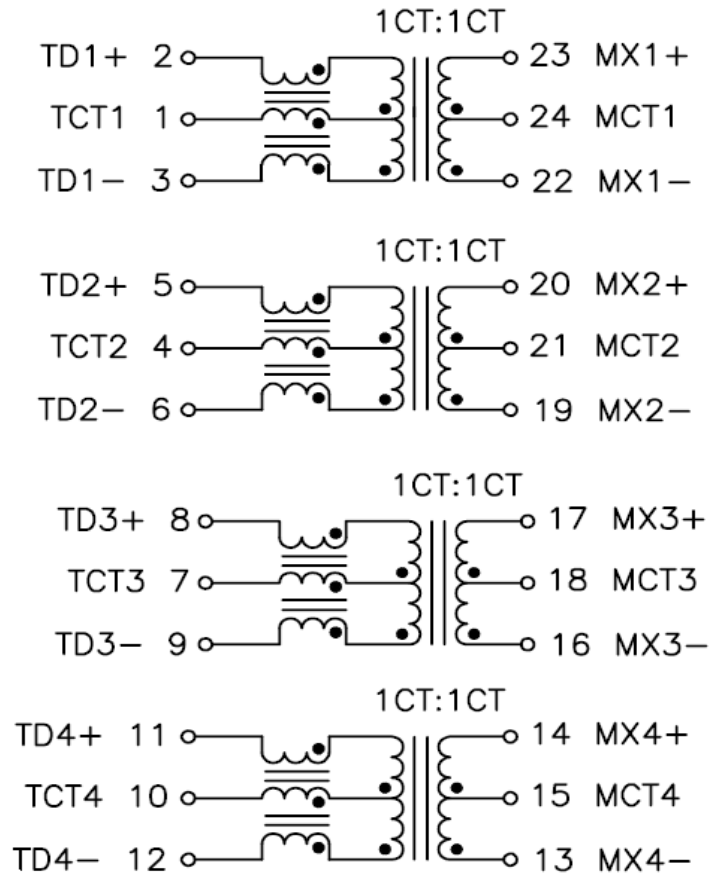 1CT:1CT
TD1+ 2 23 MX1+
TCT1 1 24 MCT1
TD1− 3 22 MX1−
1CT:1CT
TD2+ 5 20 MX2+
TCT2 4 21 MCT2
TD2− 6 19 MX2−
1CT:1CT
TD3+ 8 17 MX3+
TCT3 7 18 MCT3
TD3− 9 16 MX3−
1CT:1CT
TD4+ 11 14 MX4+
TCT4 10 15 MCT4
TD4− 12 13 MX4−